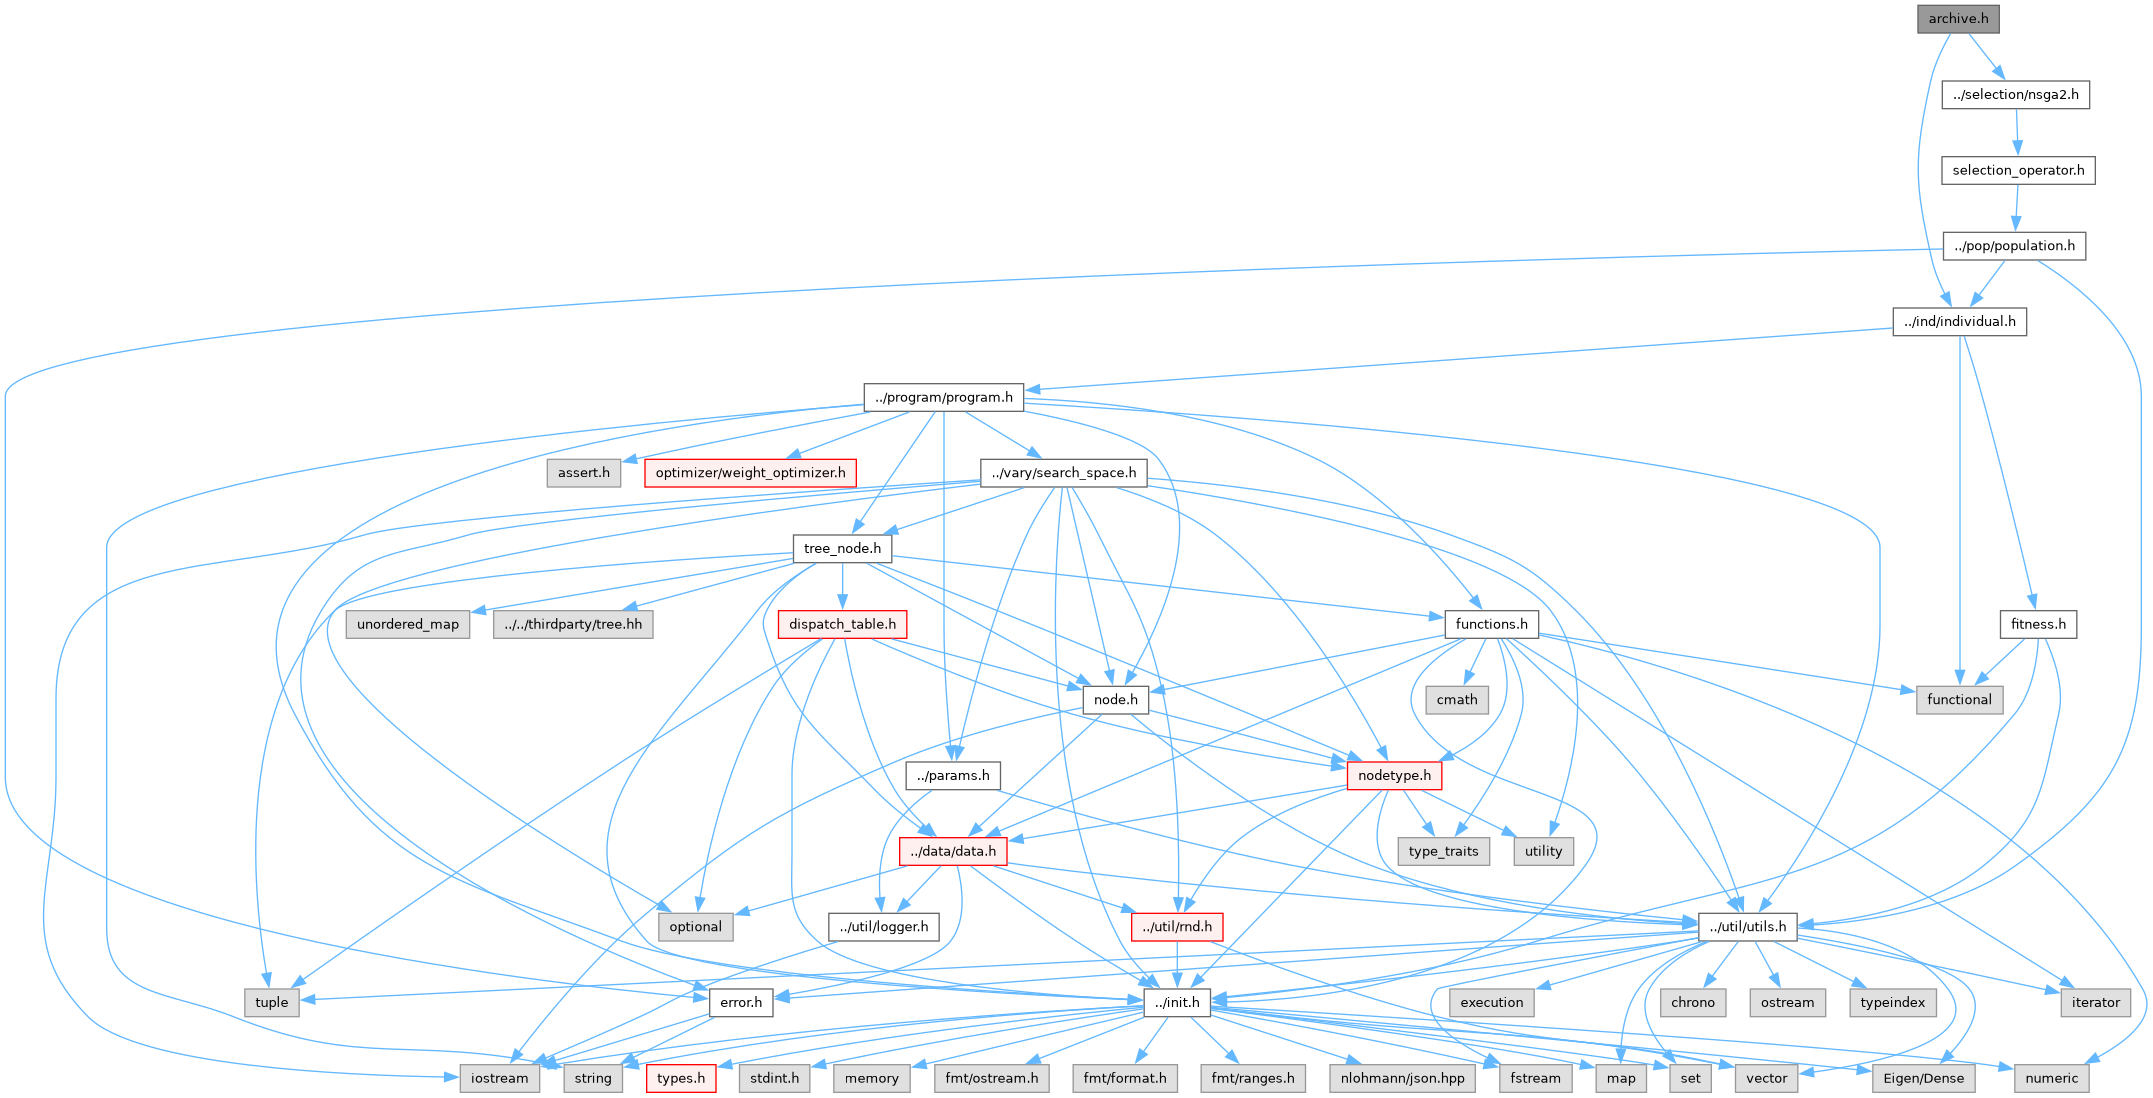 archive.h
../selection/nsga2.h
selection_operator.h
../pop/population.h
../ind/individual.h
../program/program.h
assert.h
optimizer/weight_optimizer.h
../vary/search_space.h
tree_node.h
unordered_map
../../thirdparty/tree.hh
dispatch_table.h
functions.h
fitness.h
node.h
cmath
functional
../params.h
nodetype.h
../data/data.h
type_traits
utility
optional
../util/logger.h
../util/rnd.h
../util/utils.h
tuple
error.h
../init.h
execution
chrono
ostream
typeindex
iterator
iostream
string
types.h
stdint.h
memory
fmt/ostream.h
fmt/format.h
fmt/ranges.h
nlohmann/json.hpp
fstream
map
set
vector
Eigen/Dense
numeric